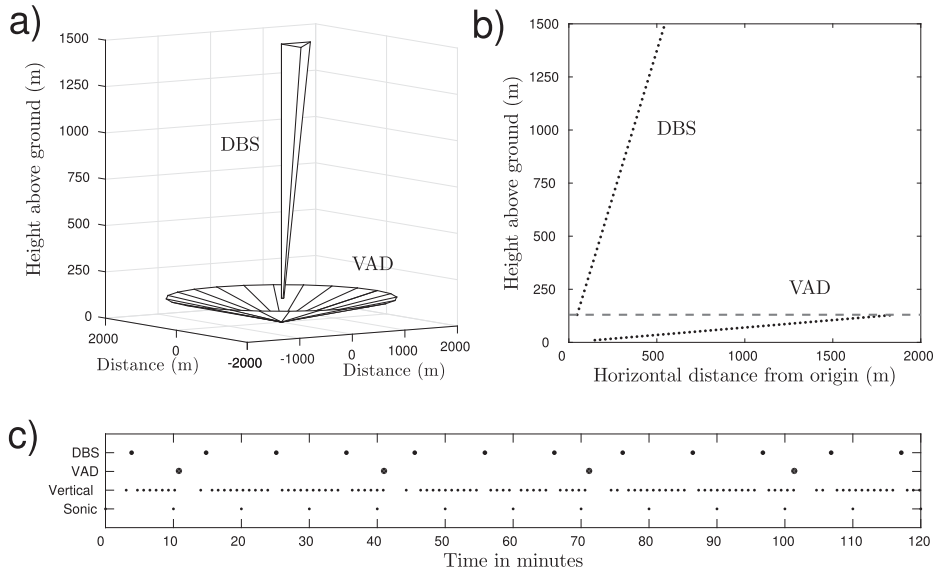 a)
Height above ground (m)
1500
1250
1000
750
500
250
0
DBS
VAD
2000
0
-2000
Distance (m)
-1000
0
1000
2000
Distance (m)
b)
Height above ground (m)
1500
1250
1000
750
500
250
0
DBS
VAD
0
500
1000
1500
2000
Horizontal distance from origin (m)
c)
DBS
VAD
Vertical
Sonic
0 10 20 30 40 50 60 70 80 90 100 110 120
Time in minutes